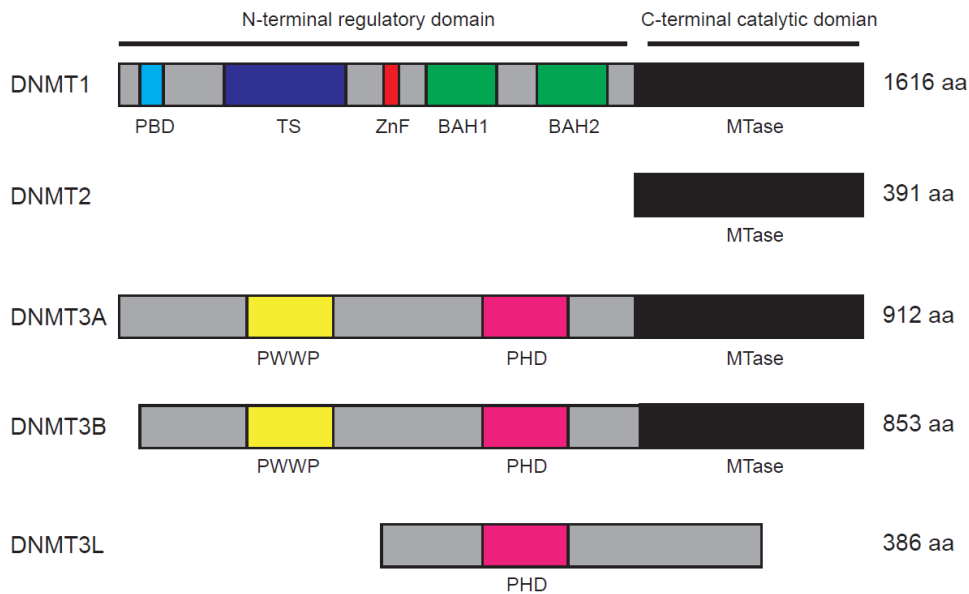 N-terminal regulatory domain C-terminal catalytic domian
DNMT1 1616 aa
PBD TS ZnF BAH1 BAH2 MTase
DNMT2 391 aa
MTase
DNMT3A 912 aa
PWWP PHD MTase
DNMT3B 853 aa
PWWP PHD MTase
DNMT3L 386 aa
PHD